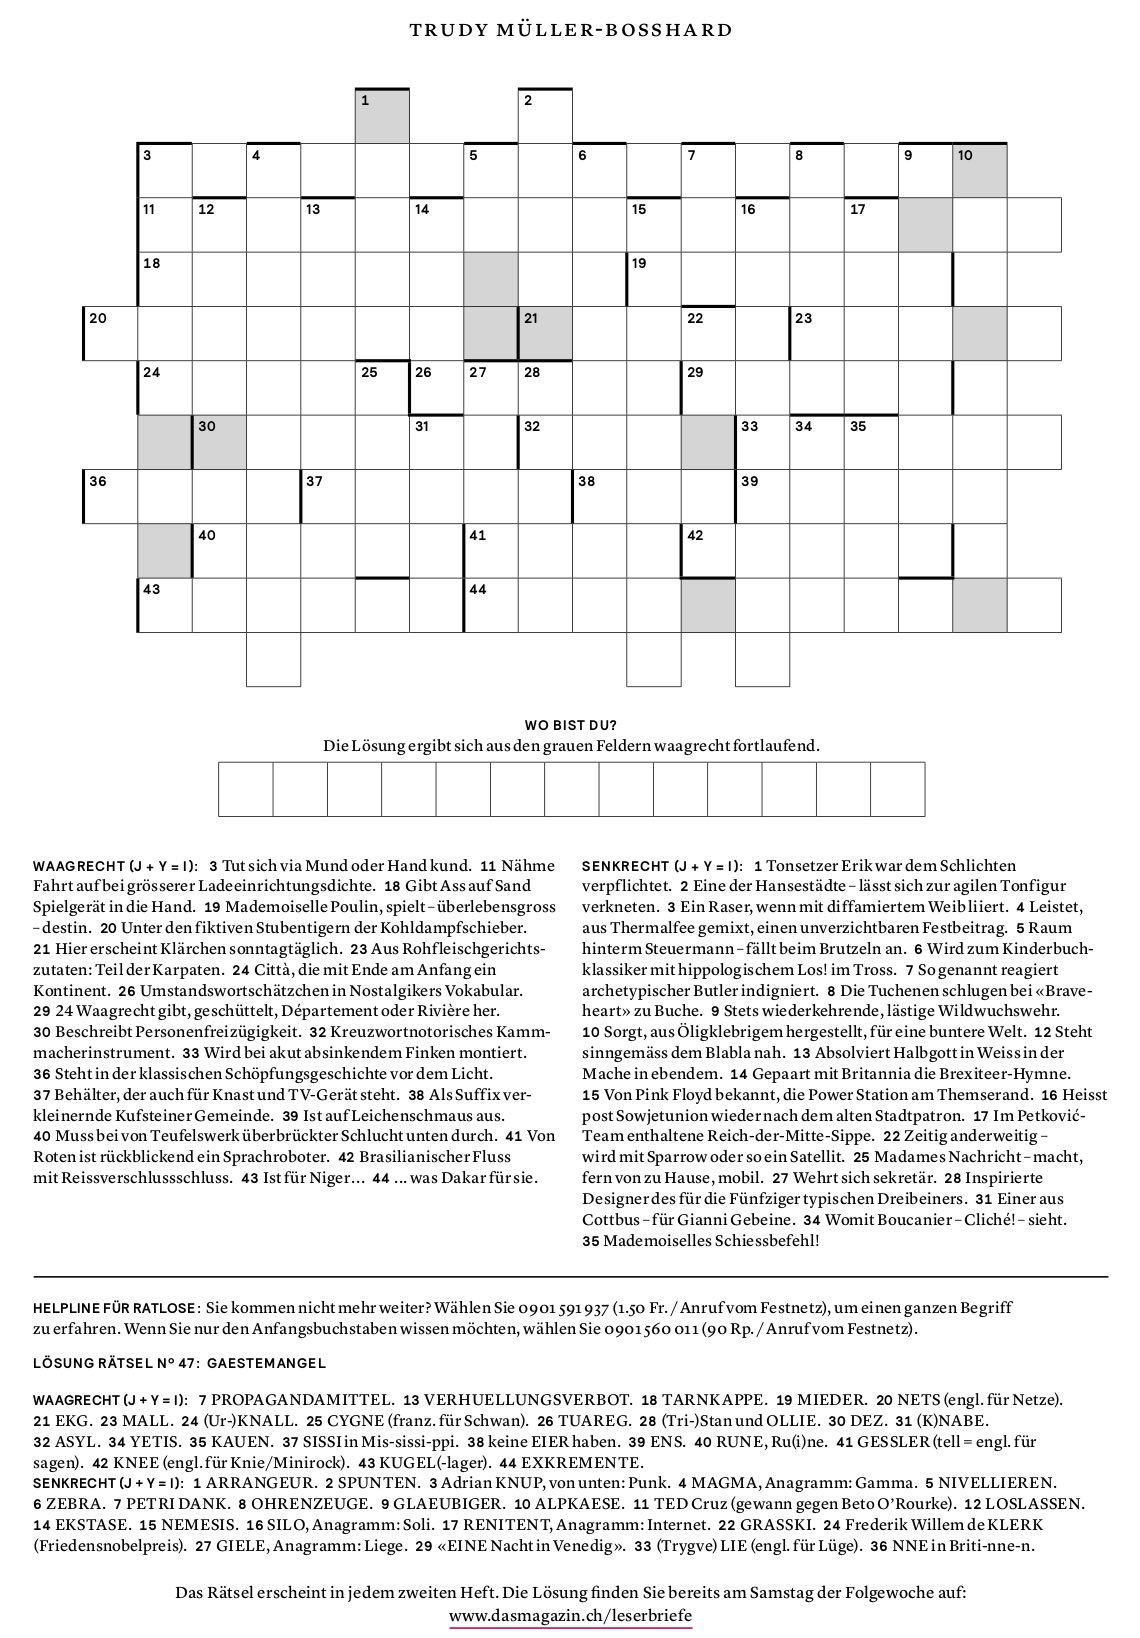 TRUDY MÜLLER-BOSSHARD
1 2
3 4 5 6 7 8 9 10
11 12 13 14 15 16 17
18 19
20 21 22 23
24 25 26 27 28 29
30 31 32 33 34 35
36 37 38 39
40 41 42
43 44
WO BIST DU?
Die Lösung ergibt sich aus den grauen Feldern waagrecht fortlaufend.
WAAGRECHT (J + Y = I): 3 Tut sich via Mund oder Hand kund. 11 Nähme
Fahrt auf bei grösserer Ladeeinrichtungsdichte. 18 Gibt Ass auf Sand
Spielgerät in die Hand. 19 Mademoiselle Poulin, spielt – überlebensgross
– destin. 20 Unter den fiktiven Stubentigern der Kohldampfschieber.
21 Hier erscheint Klärchen sonntagtäglich. 23 Aus Rohfleischgerichts-
zutaten: Teil der Karpaten. 24 Città, die mit Ende am Anfang ein
Kontinent. 26 Umstandswortschätzchen in Nostalgikers Vokabular.
29 24 Waagrecht gibt, geschüttelt, Département oder Rivière her.
30 Beschreibt Personenfreizügigkeit. 32 Kreuzwortnotorisches Kamm-
macherinstrument. 33 Wird bei akut absinkendem Finken montiert.
36 Steht in der klassischen Schöpfungsgeschichte vor dem Licht.
37 Behälter, der auch für Knast und TV-Gerät steht. 38 Als Suffix ver-
kleinernde Kufsteiner Gemeinde. 39 Ist auf Leichenschmaus aus.
40 Muss bei von Teufelswerk überbrückter Schlucht unten durch. 41 Von
Roten ist rückblickend ein Sprachroboter. 42 Brasilianischer Fluss
mit Reissverschlussschluss. 43 Ist für Niger… 44 … was Dakar für sie.
SENKRECHT (J + Y = I): 1 Tonsetzer Erik war dem Schlichten
verpflichtet. 2 Eine der Hansestädte – lässt sich zur agilen Tonfigur
verkneten. 3 Ein Raser, wenn mit diffamiertem Weib liiert. 4 Leistet,
aus Thermalfee gemixt, einen unverzichtbaren Festbeitrag. 5 Raum
hinterm Steuermann – fällt beim Brutzeln an. 6 Wird zum Kinderbuch-
klassiker mit hippologischem Los! im Tross. 7 So genannt reagiert
archetypischer Butler indigniert. 8 Die Tuchenen schlugen bei «Brave-
heart» zu Buche. 9 Stets wiederkehrende, lästige Wildwuchswehr.
10 Sorgt, aus Öligklebrigem hergestellt, für eine buntere Welt. 12 Steht
sinngemäss dem Blabla nah. 13 Absolviert Halbgott in Weiss in der
Mache in ebendem. 14 Gepaart mit Britannia die Brexiteer-Hymne.
15 Von Pink Floyd bekannt, die Power Station am Themserand. 16 Heisst
post Sowjetunion wieder nach dem alten Stadtpatron. 17 Im Petković-
Team enthaltene Reich-der-Mitte-Sippe. 22 Zeitig anderweitig –
wird mit Sparrow oder so ein Satellit. 25 Madames Nachricht – macht,
fern von zu Hause, mobil. 27 Wehrt sich sekretär. 28 Inspirierte
Designer des für die Fünfziger typischen Dreibeiners. 31 Einer aus
Cottbus – für Gianni Gebeine. 34 Womit Boucanier – Cliché! – sieht.
35 Mademoiselles Schiessbefehl!
HELPLINE FÜR RATLOSE: Sie kommen nicht mehr weiter? Wählen Sie 0901 591 937 (1.50 Fr. / Anruf vom Festnetz), um einen ganzen Begriff
zu erfahren. Wenn Sie nur den Anfangsbuchstaben wissen möchten, wählen Sie 0901 560 011 (90 Rp. / Anruf vom Festnetz).
LÖSUNG RÄTSEL Nº 47: GAESTEMANGEL
WAAGRECHT (J + Y = I): 7 PROPAGANDAMITTEL. 13 VERHUELLUNGSVERBOT. 18 TARNKAPPE. 19 MIEDER. 20 NETS (engl. für Netze).
21 EKG. 23 MALL. 24 (Ur-)KNALL. 25 CYGNE (franz. für Schwan). 26 TUAREG. 28 (Tri-)Stan und OLLIE. 30 DEZ. 31 (K)NABE.
32 ASYL. 34 YETIS. 35 KAUEN. 37 SISSI in Mis-sissi-ppi. 38 keine EIER haben. 39 ENS. 40 RUNE, Ru(i)ne. 41 GESSLER (tell = engl. für
sagen). 42 KNEE (engl. für Knie/Minirock). 43 KUGEL(-lager). 44 EXKREMENTE.
SENKRECHT (J + Y = I): 1 ARRANGEUR. 2 SPUNTEN. 3 Adrian KNUP, von unten: Punk. 4 MAGMA, Anagramm: Gamma. 5 NIVELLIEREN.
6 ZEBRA. 7 PETRI DANK. 8 OHRENZEUGE. 9 GLAEUBIGER. 10 ALPKAESE. 11 TED Cruz (gewann gegen Beto O’Rourke). 12 LOSLASSEN.
14 EKSTASE. 15 NEMESIS. 16 SILO, Anagramm: Soli. 17 RENITENT, Anagramm: Internet. 22 GRASSKI. 24 Frederik Willem de KLERK
(Friedensnobelpreis). 27 GIELE, Anagramm: Liege. 29 «EINE Nacht in Venedig». 33 (Trygve) LIE (engl. für Lüge). 36 NNE in Briti-nne-n.
Das Rätsel erscheint in jedem zweiten Heft. Die Lösung finden Sie bereits am Samstag der Folgewoche auf:
www.dasmagazin.ch/leserbriefe